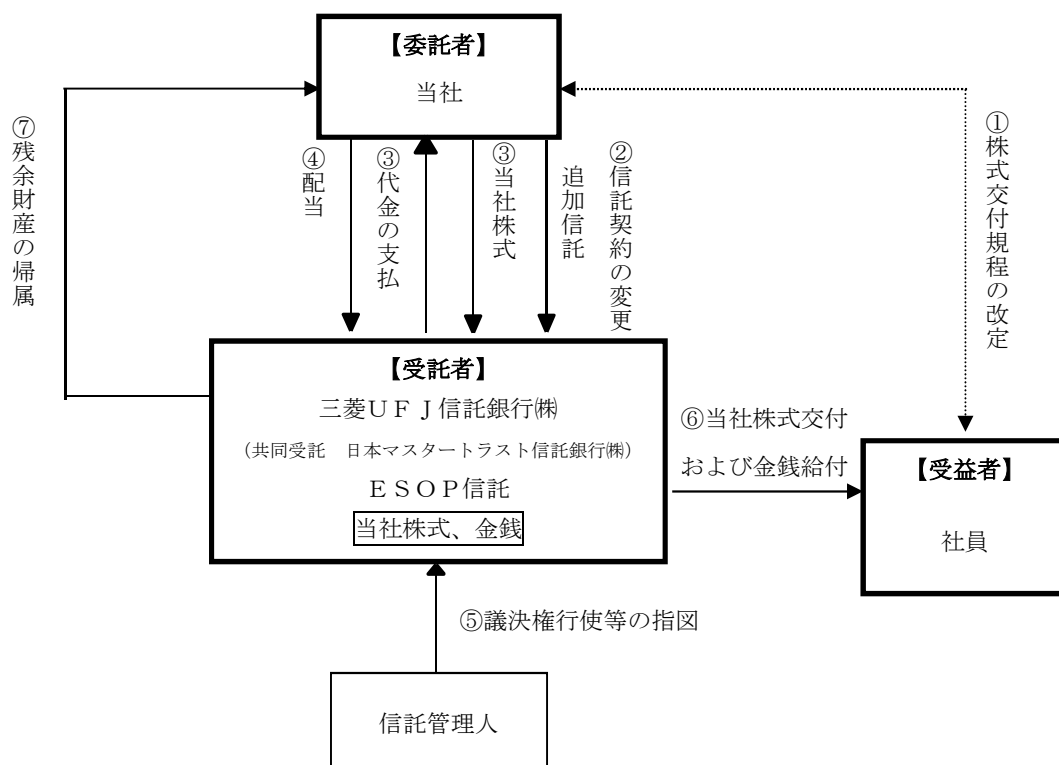 【委託者】
当社
⑦残余財産の帰属
④配当
③代金の支払
③当社株式
追加信託
②信託契約の変更
①株式交付規程の改定
【受託者】
三菱UFJ信託銀行㈱
(共同受託　日本マスタートラスト信託銀行㈱)
ESOP信託
当社株式、金銭
⑥当社株式交付
および金銭給付
【受益者】
社員
⑤議決権行使等の指図
信託管理人